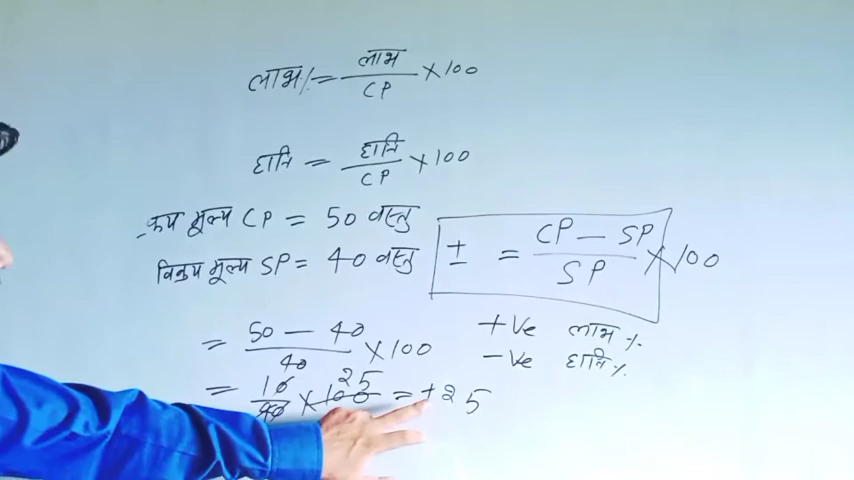 लाभ% = लाभ/CP × 100
हानि = हानि/CP × 100
क्रय मूल्य CP = 50 वस्तु
विक्रय मूल्य SP = 40 वस्तु
± = CP - SP/SP × 100
= 50 - 40/40 × 100
+ve लाभ %
-ve हानि %
= 10/40 × 100 25 = +25